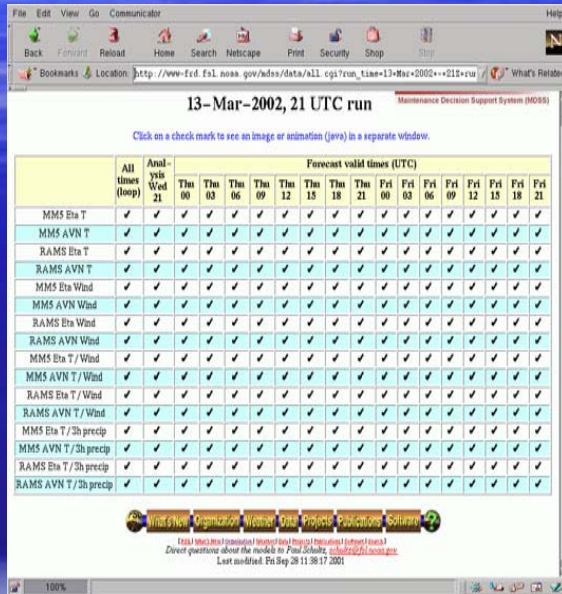 File Edit View Go Communicator Help
Back Forward Reload Home Search Netscape Print Security Shop Stop
Bookmarks Location: http://www-frd.fsl.noaa.gov/mdss/data/all.cgi?run_time=13+Mar+2002+-+21Z+run What's Related
13-Mar-2002, 21 UTC run Maintenance Decision Support System (MDSS)
Click on a check mark to see an image or animation (java) in a separate window.
All times (loop) Anal-ysis Wed 21 Forecast valid times (UTC)
Thu 00 Thu 03 Thu 06 Thu 09 Thu 12 Thu 15 Thu 18 Thu 21 Fri 00 Fri 03 Fri 06 Fri 09 Fri 12 Fri 15 Fri 18 Fri 21
MM5 Eta T ✓ ✓ ✓ ✓ ✓ ✓ ✓ ✓ ✓ ✓ ✓ ✓ ✓ ✓ ✓ ✓ ✓ ✓
MM5 AVN T ✓ ✓ ✓ ✓ ✓ ✓ ✓ ✓ ✓ ✓ ✓ ✓ ✓ ✓ ✓ ✓ ✓ ✓
RAMS Eta T ✓ ✓ ✓ ✓ ✓ ✓ ✓ ✓ ✓ ✓ ✓ ✓ ✓ ✓ ✓ ✓ ✓ ✓
RAMS AVN T ✓ ✓ ✓ ✓ ✓ ✓ ✓ ✓ ✓ ✓ ✓ ✓ ✓ ✓ ✓ ✓ ✓ ✓
MM5 Eta Wind ✓ ✓ ✓ ✓ ✓ ✓ ✓ ✓ ✓ ✓ ✓ ✓ ✓ ✓ ✓ ✓ ✓ ✓
MM5 AVN Wind ✓ ✓ ✓ ✓ ✓ ✓ ✓ ✓ ✓ ✓ ✓ ✓ ✓ ✓ ✓ ✓ ✓ ✓
RAMS Eta Wind ✓ ✓ ✓ ✓ ✓ ✓ ✓ ✓ ✓ ✓ ✓ ✓ ✓ ✓ ✓ ✓ ✓ ✓
RAMS AVN Wind ✓ ✓ ✓ ✓ ✓ ✓ ✓ ✓ ✓ ✓ ✓ ✓ ✓ ✓ ✓ ✓ ✓ ✓
MM5 Eta T/Wind ✓ ✓ ✓ ✓ ✓ ✓ ✓ ✓ ✓ ✓ ✓ ✓ ✓ ✓ ✓ ✓ ✓ ✓
MM5 AVN T/Wind ✓ ✓ ✓ ✓ ✓ ✓ ✓ ✓ ✓ ✓ ✓ ✓ ✓ ✓ ✓ ✓ ✓ ✓
RAMS Eta T/Wind ✓ ✓ ✓ ✓ ✓ ✓ ✓ ✓ ✓ ✓ ✓ ✓ ✓ ✓ ✓ ✓ ✓ ✓
RAMS AVN T/Wind ✓ ✓ ✓ ✓ ✓ ✓ ✓ ✓ ✓ ✓ ✓ ✓ ✓ ✓ ✓ ✓ ✓ ✓
MM5 Eta T/3h precip ✓ ✓ ✓ ✓ ✓ ✓ ✓ ✓ ✓ ✓ ✓ ✓ ✓ ✓ ✓ ✓ ✓ ✓
MM5 AVN T/3h precip ✓ ✓ ✓ ✓ ✓ ✓ ✓ ✓ ✓ ✓ ✓ ✓ ✓ ✓ ✓ ✓ ✓ ✓
RAMS Eta T/3h precip ✓ ✓ ✓ ✓ ✓ ✓ ✓ ✓ ✓ ✓ ✓ ✓ ✓ ✓ ✓ ✓ ✓ ✓
RAMS AVN T/3h precip ✓ ✓ ✓ ✓ ✓ ✓ ✓ ✓ ✓ ✓ ✓ ✓ ✓ ✓ ✓ ✓ ✓ ✓
What's New Organization Weather Data Projects Publications Software ?
Direct questions about the models to Paul Schultz, schultz@fsl.noaa.gov
Last modified: Fri Sep 28 11:38:17 2001
100%